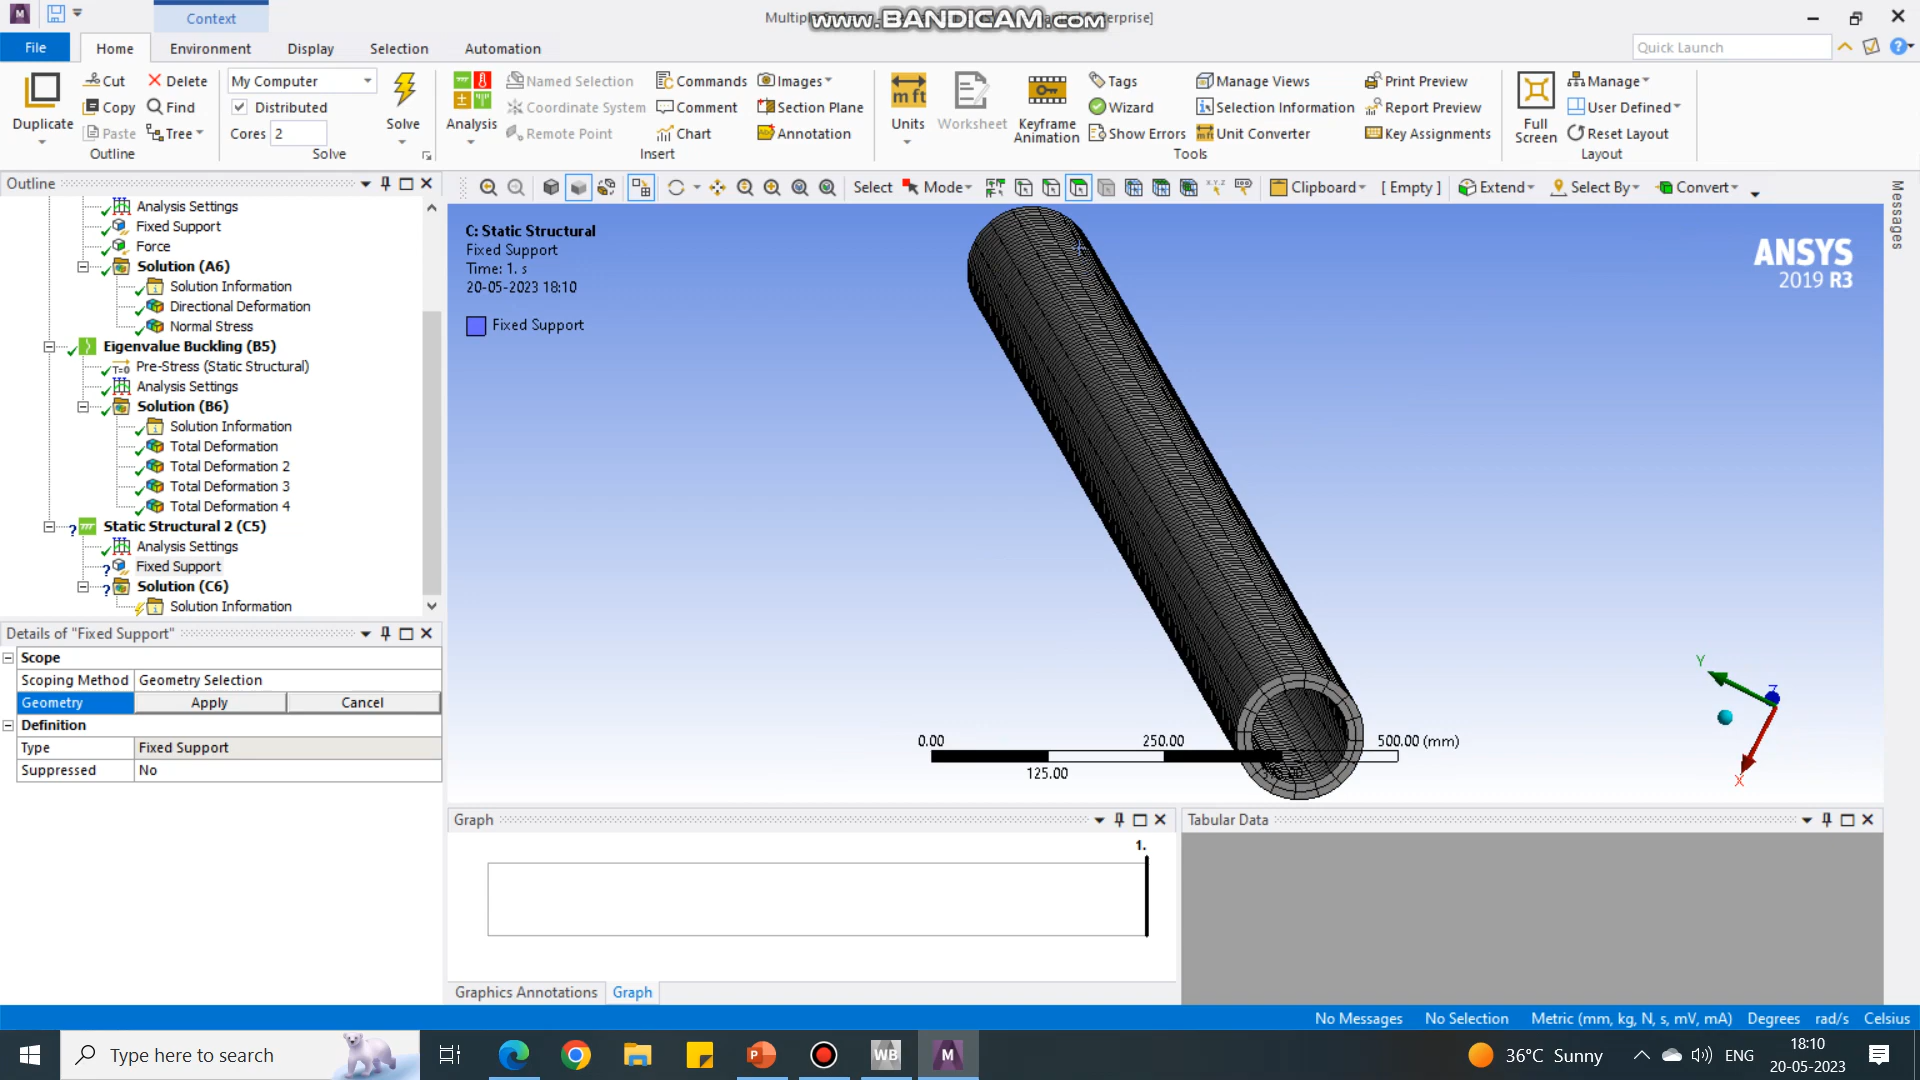 Context
www.BANDICAM.com
File
Home
Environment
Display
Selection
Automation
Quick Launch
Duplicate
Cut
Copy
Paste
Delete
Find
Tree
Outline
My Computer
Distributed
Cores 2
Solve
Solve
Analysis
Named Selection
Coordinate System
Remote Point
Commands
Comment
Chart
Images
Section Plane
Annotation
Insert
Units
Worksheet
Keyframe
Animation
Tags
Wizard
Show Errors
Manage Views
Selection Information
Unit Converter
Print Preview
Report Preview
Key Assignments
Tools
Full
Screen
Manage
User Defined
Reset Layout
Layout
Outline
Select
Mode
Clipboard
[ Empty ]
Extend
Select By
Convert
Messages
Analysis Settings
Fixed Support
Force
Solution (A6)
Solution Information
Directional Deformation
Normal Stress
Eigenvalue Buckling (B5)
Pre-Stress (Static Structural)
Analysis Settings
Solution (B6)
Solution Information
Total Deformation
Total Deformation 2
Total Deformation 3
Total Deformation 4
Static Structural 2 (C5)
Analysis Settings
Fixed Support
Solution (C6)
Solution Information
Details of "Fixed Support"
Scope
Scoping Method Geometry Selection
Geometry Apply Cancel
Definition
Type Fixed Support
Suppressed No
C: Static Structural
Fixed Support
Time: 1. s
20-05-2023 18:10
Fixed Support
ANSYS
2019 R3
0.00 250.00 500.00 (mm)
125.00
Y
Z
X
Graph
1.
Graphics Annotations
Graph
Tabular Data
No Messages
No Selection
Metric (mm, kg, N, s, mV, mA)
Degrees
rad/s
Celsius
Type here to search
36°C Sunny
ENG
18:10
20-05-2023